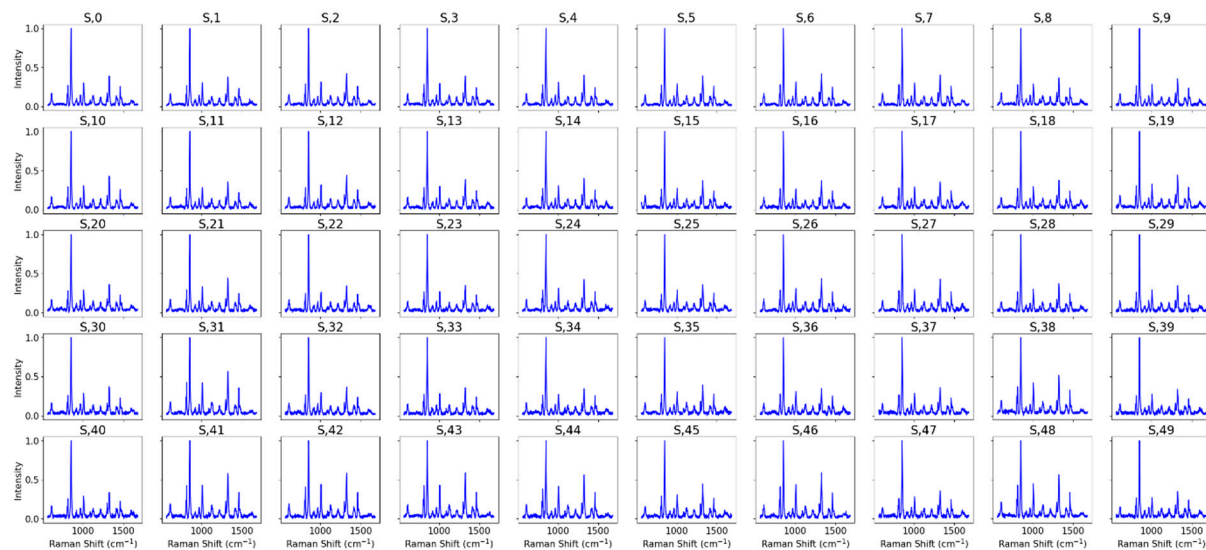 S,0 S,1 S,2 S,3 S,4 S,5 S,6 S,7 S,8 S,9
1.0
Intensity
0.5
0.0
S,10 S,11 S,12 S,13 S,14 S,15 S,16 S,17 S,18 S,19
1.0
Intensity
0.5
0.0
S,20 S,21 S,22 S,23 S,24 S,25 S,26 S,27 S,28 S,29
1.0
Intensity
0.5
0.0
S,30 S,31 S,32 S,33 S,34 S,35 S,36 S,37 S,38 S,39
1.0
Intensity
0.5
0.0
S,40 S,41 S,42 S,43 S,44 S,45 S,46 S,47 S,48 S,49
1.0
Intensity
0.5
0.0
1000 1500 1000 1500 1000 1500 1000 1500 1000 1500 1000 1500 1000 1500 1000 1500 1000 1500 1000 1500
Raman Shift (cm⁻¹) Raman Shift (cm⁻¹) Raman Shift (cm⁻¹) Raman Shift (cm⁻¹) Raman Shift (cm⁻¹) Raman Shift (cm⁻¹) Raman Shift (cm⁻¹) Raman Shift (cm⁻¹) Raman Shift (cm⁻¹) Raman Shift (cm⁻¹)